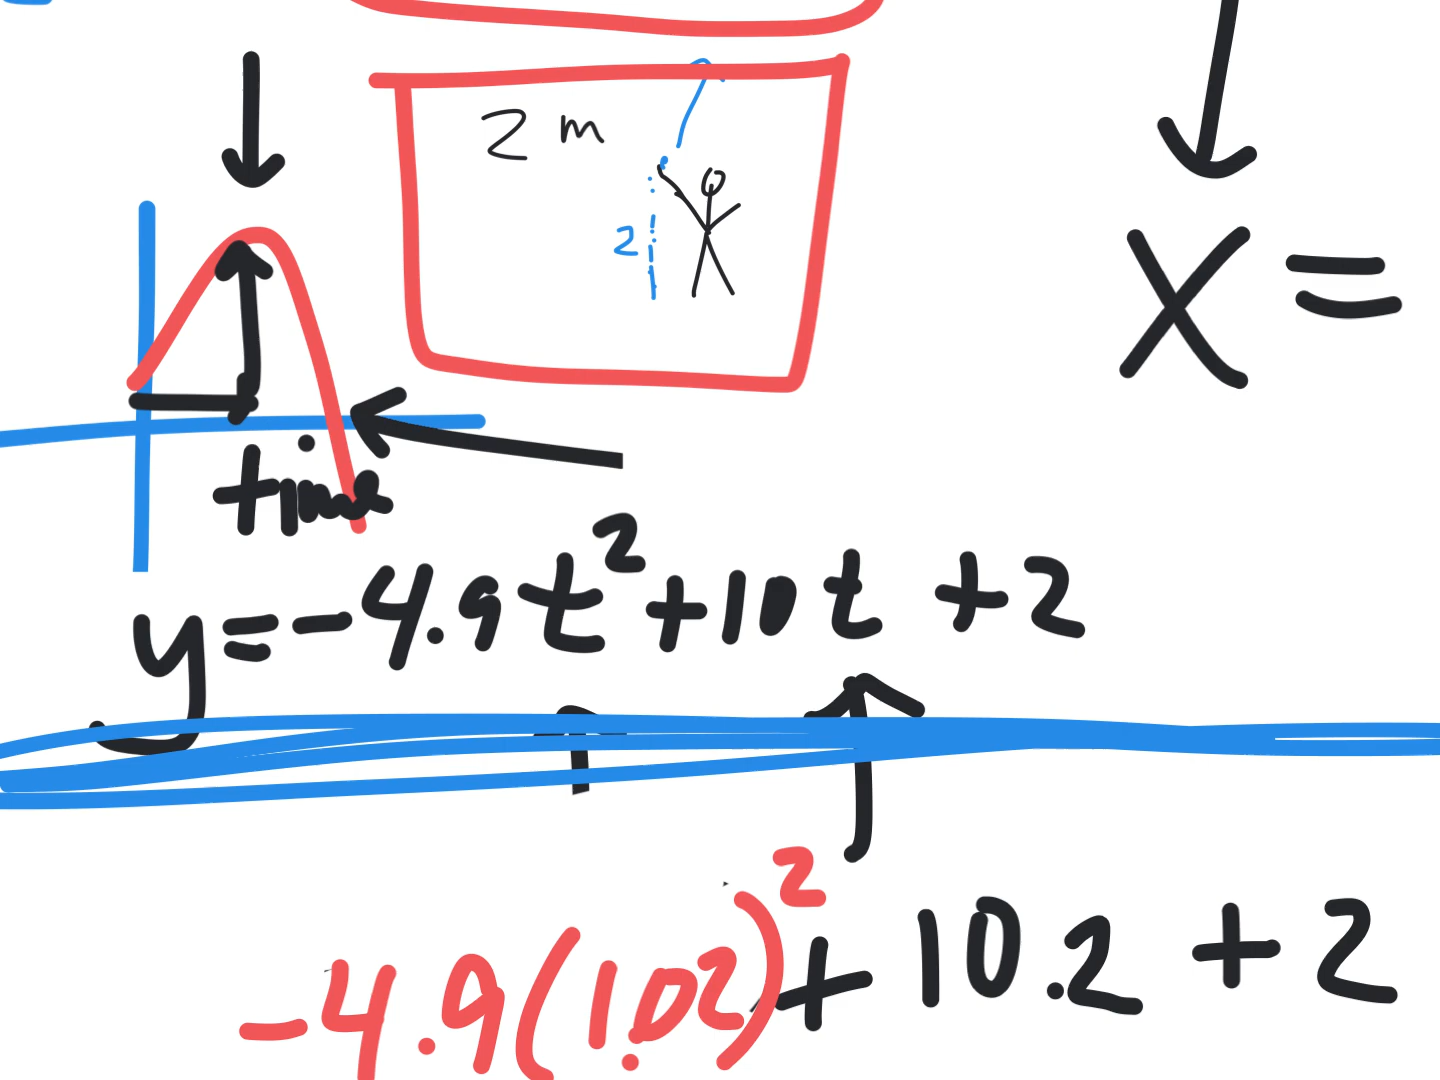 2 m
2
X =
time
y = -4.9t² + 10t + 2
-4.9(1.02)² + 10.2 + 2